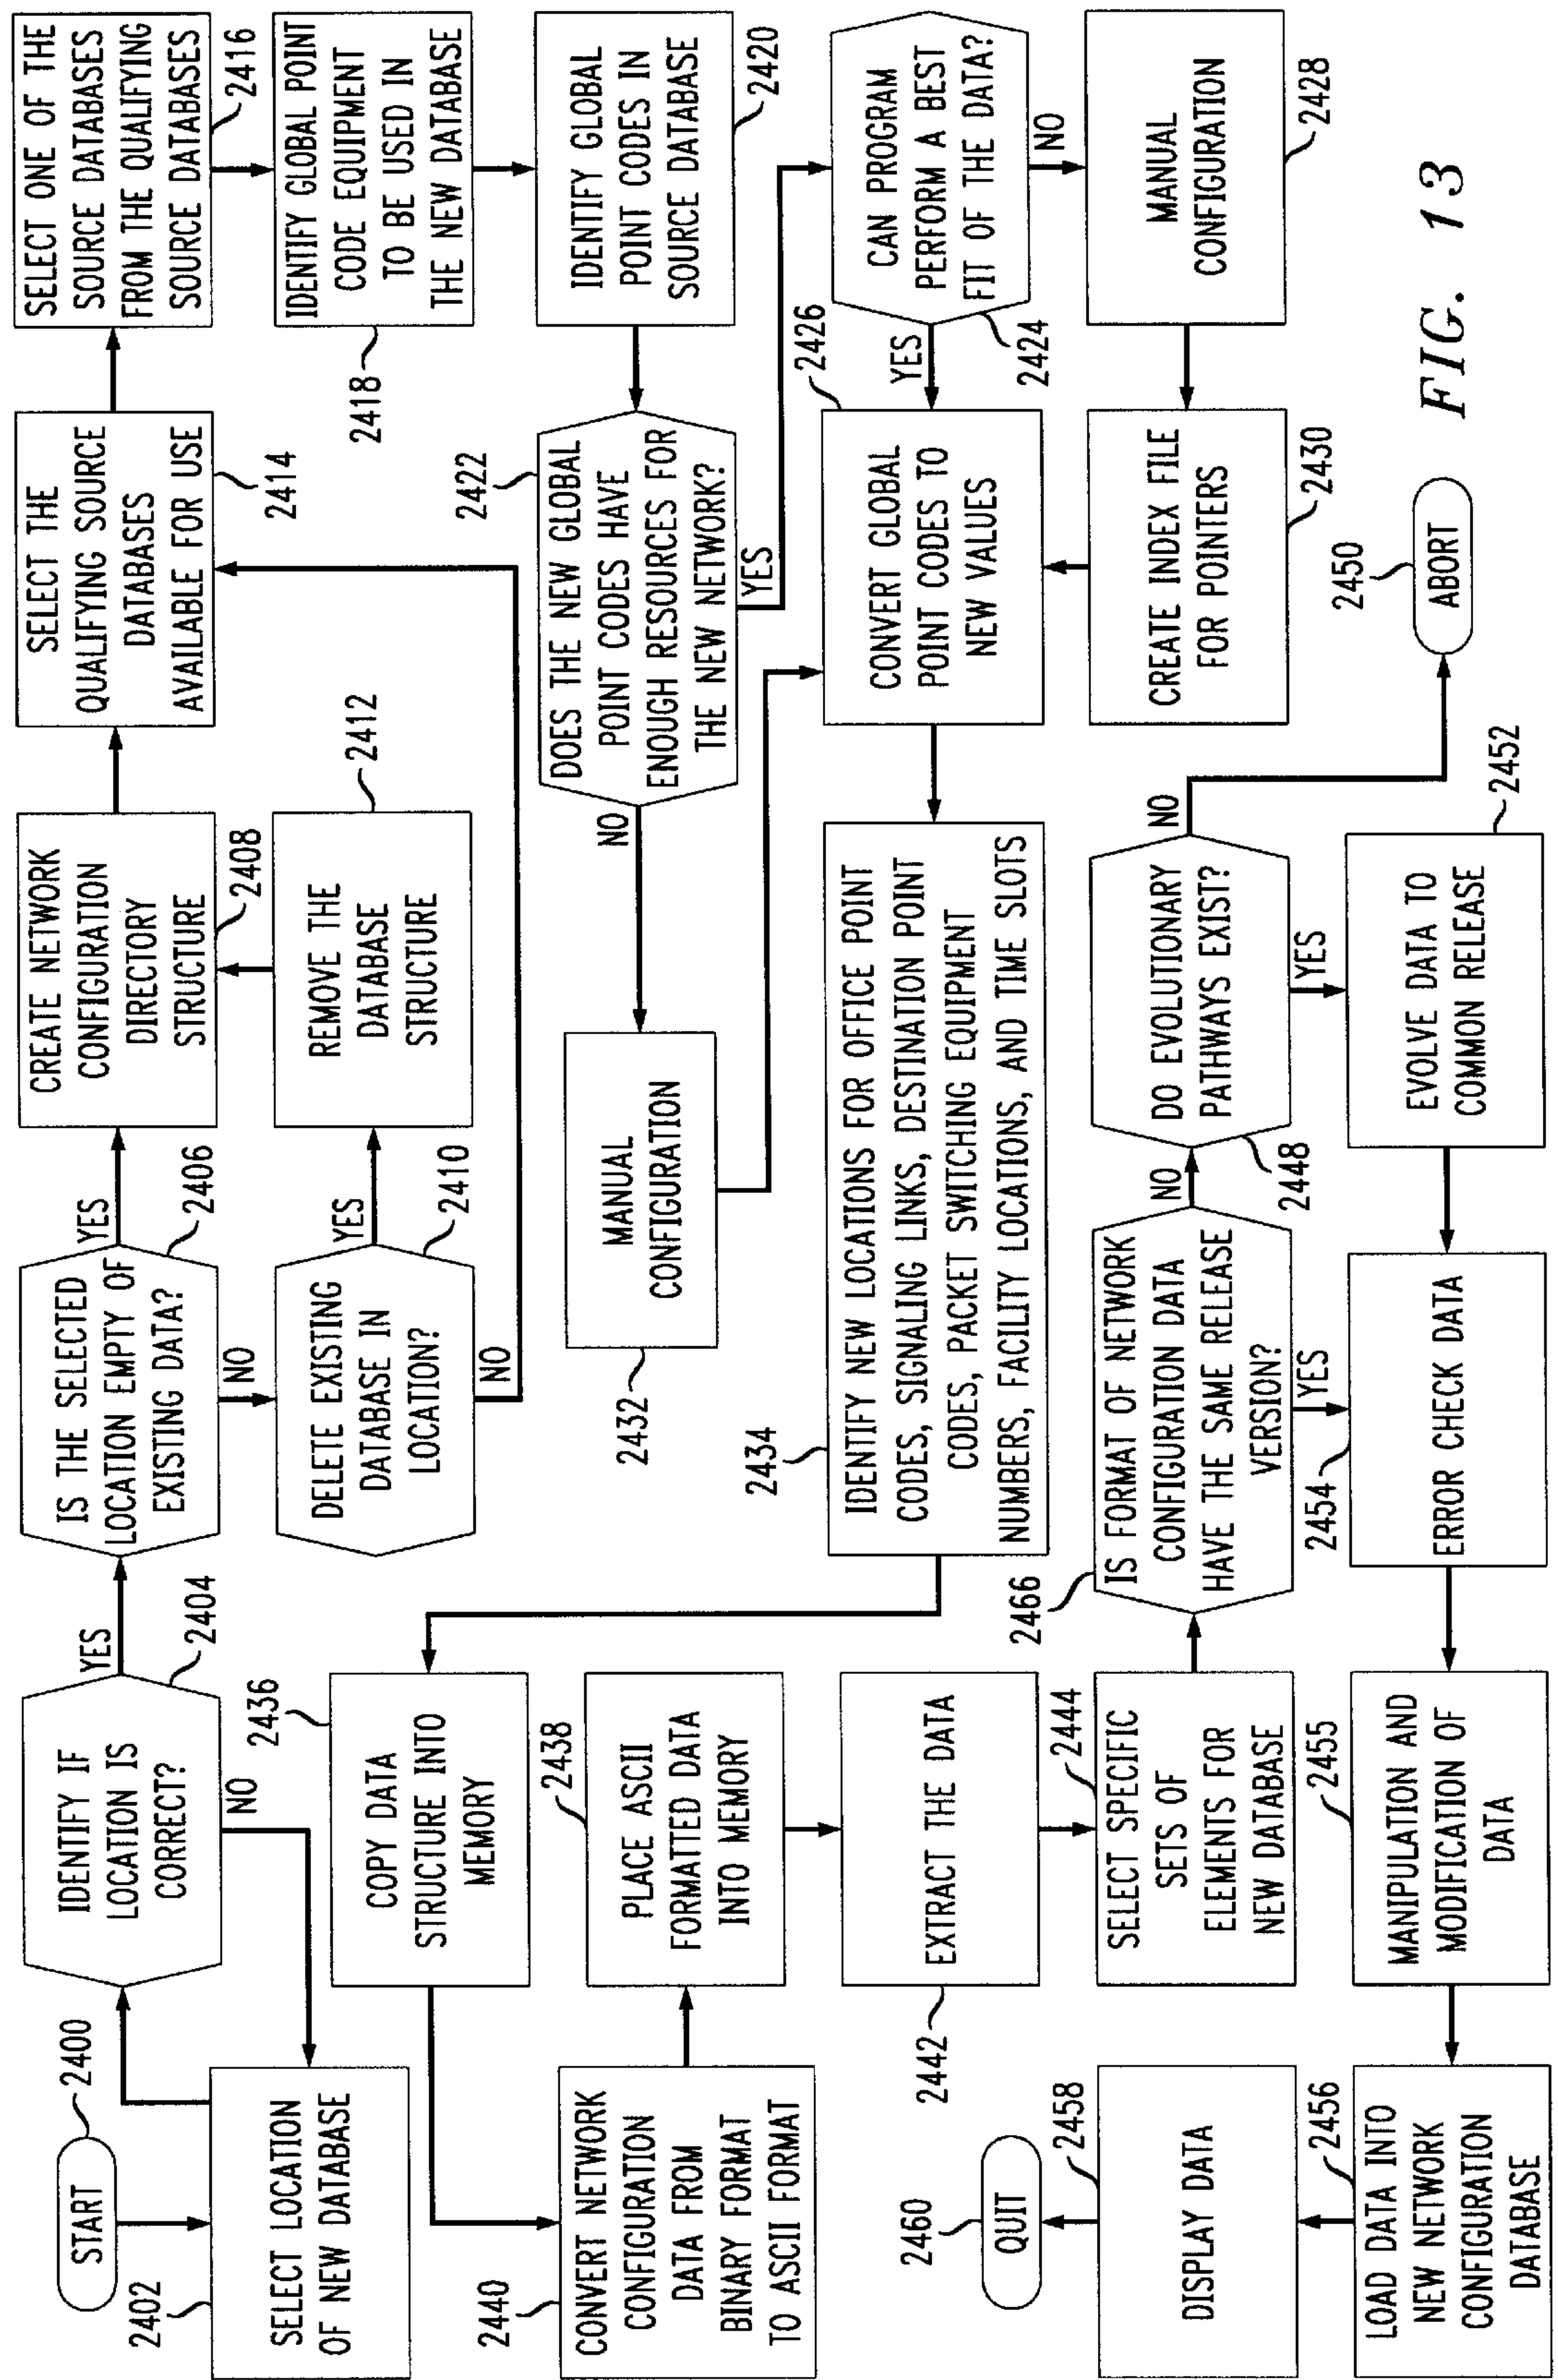 START
2400
SELECT LOCATION
OF NEW DATABASE
2402
IDENTIFY IF
LOCATION IS
CORRECT?
2404
YES
NO
IS THE SELECTED
LOCATION EMPTY OF
EXISTING DATA?
2406
YES
NO
CREATE NETWORK
CONFIGURATION
DIRECTORY
STRUCTURE
2408
DELETE EXISTING
DATABASE IN
LOCATION?
2410
YES
NO
REMOVE THE
DATABASE
STRUCTURE
2412
SELECT THE
QUALIFYING SOURCE
DATABASES
AVAILABLE FOR USE
2414
SELECT ONE OF THE
SOURCE DATABASES
FROM THE QUALIFYING
SOURCE DATABASES
2416
IDENTIFY GLOBAL POINT
CODE EQUIPMENT
TO BE USED IN
THE NEW DATABASE
2418
IDENTIFY GLOBAL
POINT CODES IN
SOURCE DATABASE
2420
2422
DOES THE NEW GLOBAL
POINT CODES HAVE
ENOUGH RESOURCES FOR
THE NEW NETWORK?
NO
YES
CAN PROGRAM
PERFORM A BEST
FIT OF THE DATA?
2424
YES
NO
2426
CONVERT GLOBAL
POINT CODES TO
NEW VALUES
MANUAL
CONFIGURATION
2428
CREATE INDEX FILE
FOR POINTERS
2430
MANUAL
CONFIGURATION
2432
2434
IDENTIFY NEW LOCATIONS FOR OFFICE POINT
CODES, SIGNALING LINKS, DESTINATION POINT
CODES, PACKET SWITCHING EQUIPMENT
NUMBERS, FACILITY LOCATIONS, AND TIME SLOTS
2436
COPY DATA
STRUCTURE INTO
MEMORY
2440
CONVERT NETWORK
CONFIGURATION
DATA FROM
BINARY FORMAT
TO ASCII FORMAT
2438
PLACE ASCII
FORMATTED DATA
INTO MEMORY
EXTRACT THE DATA
2442
2444
SELECT SPECIFIC
SETS OF
ELEMENTS FOR
NEW DATABASE
2466
IS FORMAT OF NETWORK
CONFIGURATION DATA
HAVE THE SAME RELEASE
VERSION?
NO
YES
DO EVOLUTIONARY
PATHWAYS EXIST?
2448
NO
YES
2450
ABORT
EVOLVE DATA TO
COMMON RELEASE
2452
2454
ERROR CHECK DATA
2455
MANIPULATION AND
MODIFICATION OF
DATA
2456
LOAD DATA INTO
NEW NETWORK
CONFIGURATION
DATABASE
2458
DISPLAY DATA
2460
QUIT
FIG. 13